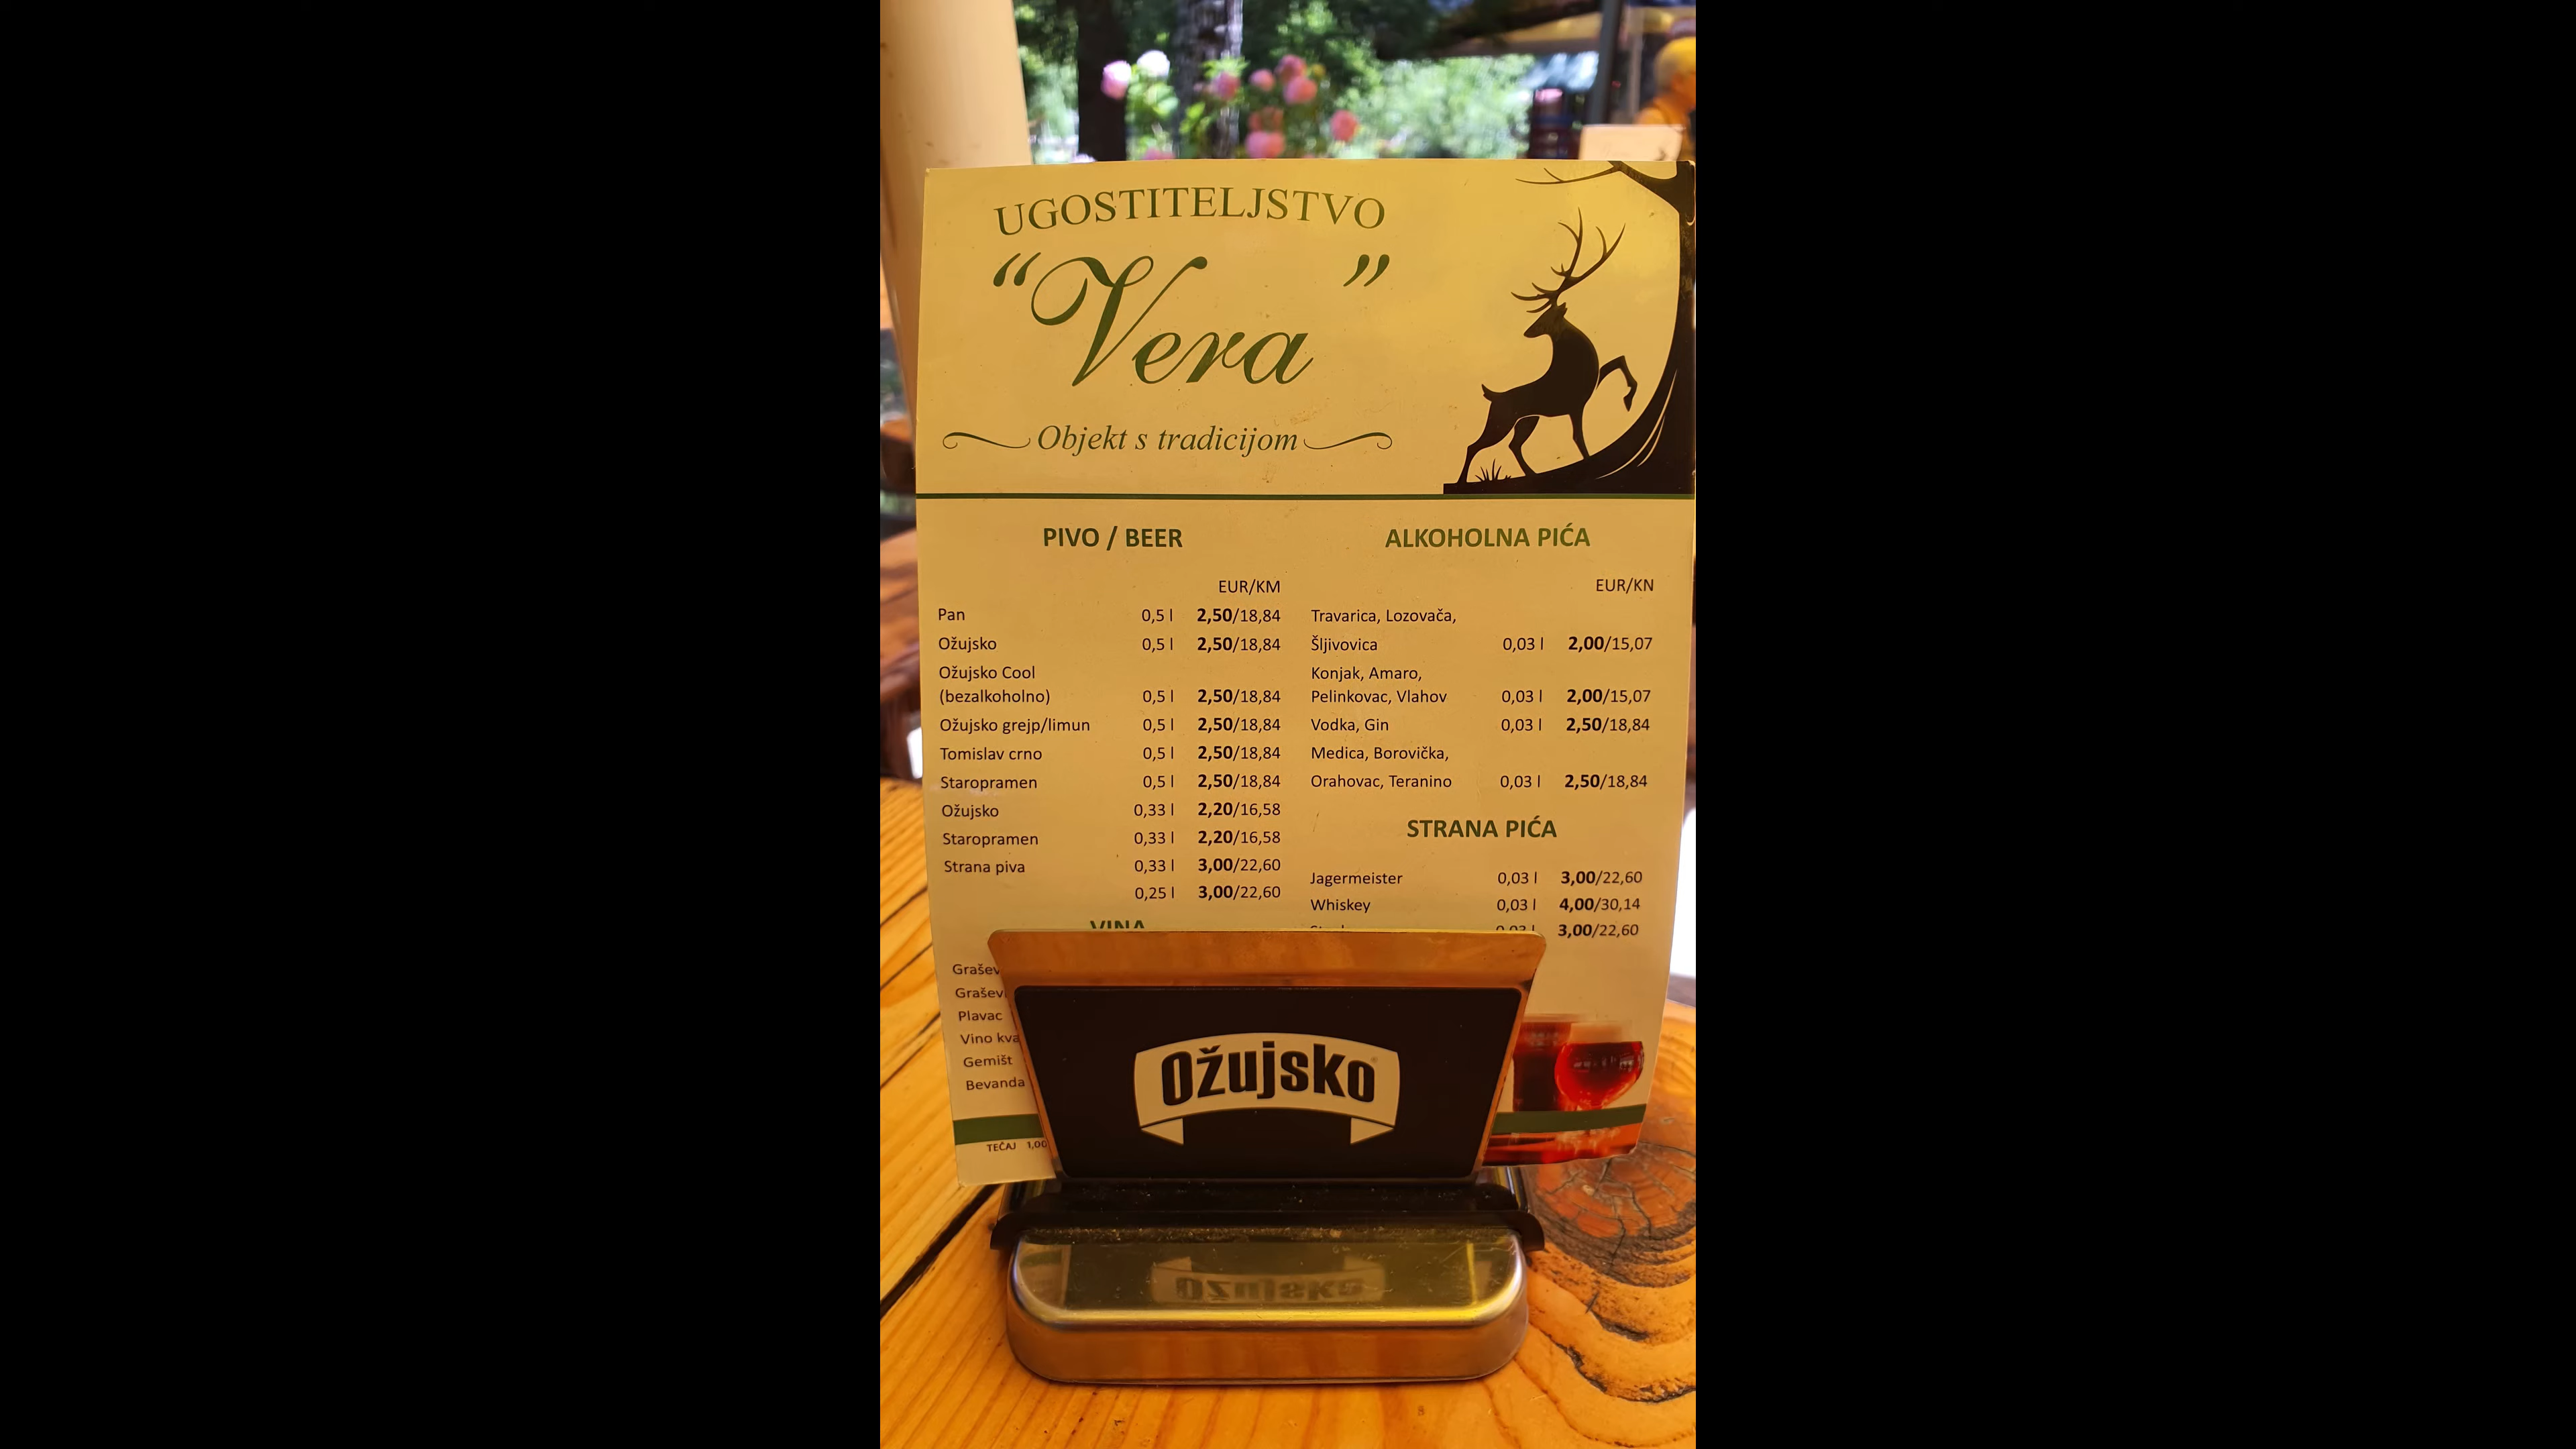 UGOSTITELJSTVO
“Vera”
Objekt s tradicijom
PIVO / BEER
EUR/KM
Pan 0,5 l 2,50/18,84
Ožujsko 0,5 l 2,50/18,84
Ožujsko Cool
(bezalkoholno) 0,5 l 2,50/18,84
Ožujsko grejp/limun 0,5 l 2,50/18,84
Tomislav crno 0,5 l 2,50/18,84
Staropramen 0,5 l 2,50/18,84
Ožujsko 0,33 l 2,20/16,58
Staropramen 0,33 l 2,20/16,58
Strana piva 0,33 l 3,00/22,60
0,25 l 3,00/22,60
VINA
Plavac
Vino
Gemišt
Bevanda
TEČAJ
ALKOHOLNA PIĆA
EUR/KN
Travarica, Lozovača,
Šljivovica 0,03 l 2,00/15,07
Konjak, Amaro,
Pelinkovac, Vlahov 0,03 l 2,00/15,07
Vodka, Gin 0,03 l 2,50/18,84
Medica, Borovička,
Orahovac, Teranino 0,03 l 2,50/18,84
STRANA PIĆA
Jagermeister 0,03 l 3,00/22,60
Whiskey 0,03 l 4,00/30,14
0,03 l 3,00/22,60
Ožujsko